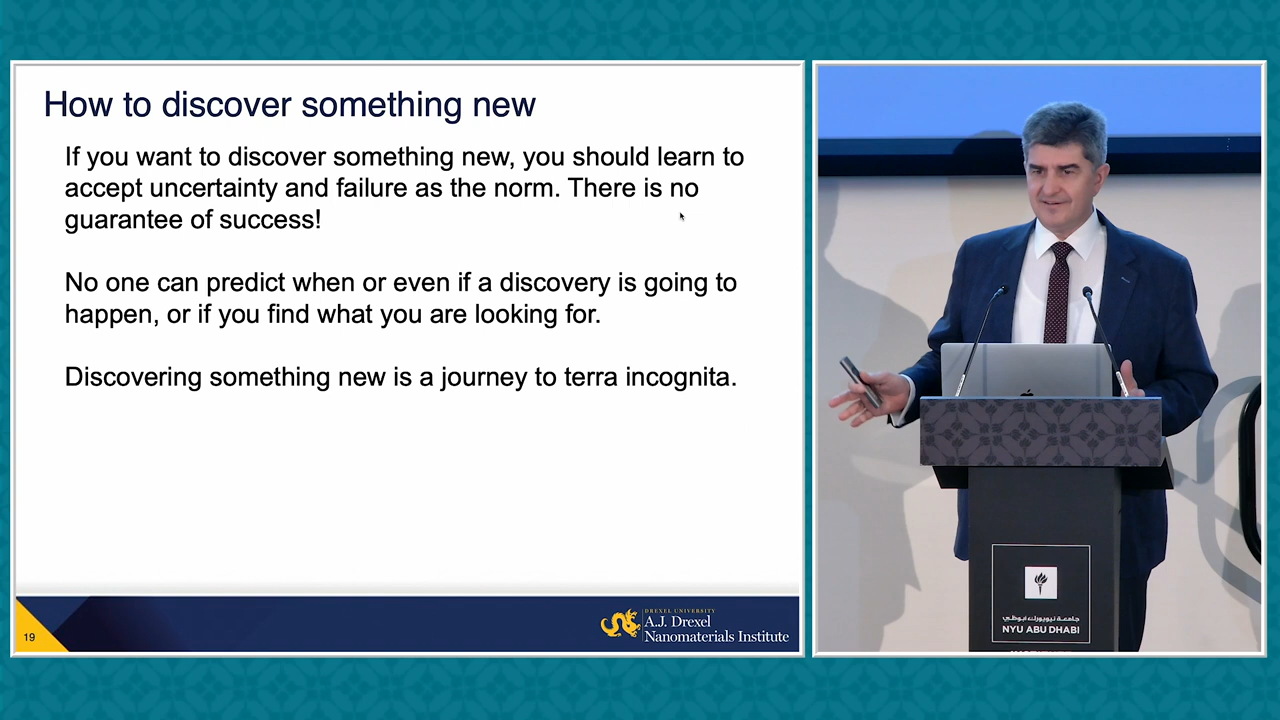 How to discover something new
If you want to discover something new, you should learn to
accept uncertainty and failure as the norm. There is no
guarantee of success!
No one can predict when or even if a discovery is going to
happen, or if you find what you are looking for.
Discovering something new is a journey to terra incognita.
19
DREXEL UNIVERSITY
A.J. Drexel
Nanomaterials Institute
جامعة نيويورك أبوظبي
NYU ABU DHABI